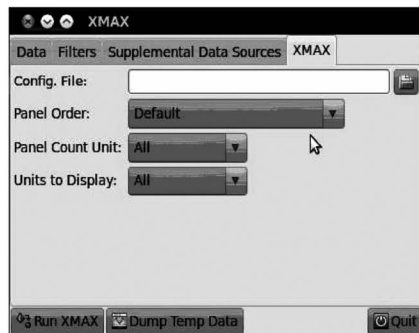 XMAX
Data Filters Supplemental Data Sources XMAX
Config. File:
Panel Order: Default
Panel Count Unit: All
Units to Display: All
Run XMAX Dump Temp Data Quit